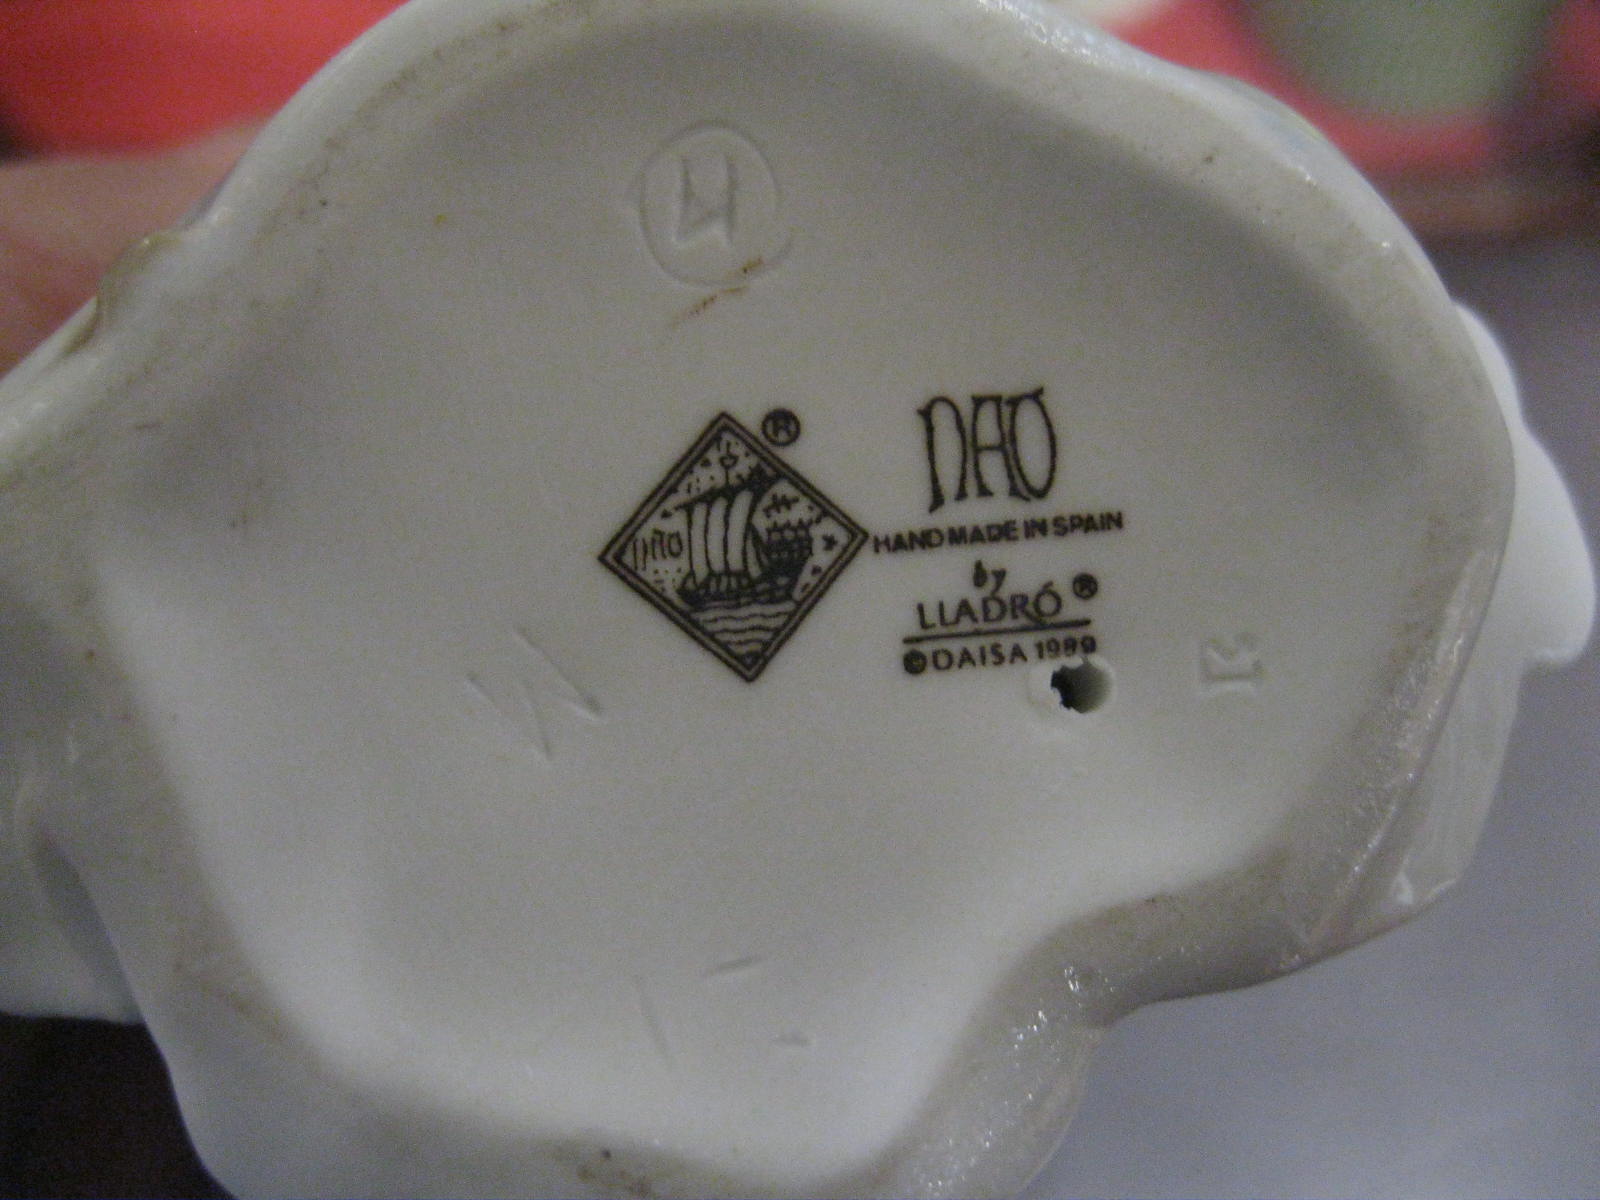 H
®
NAO
NAO
HAND MADE IN SPAIN
by
LLADRÓ ®
© DAISA 1989